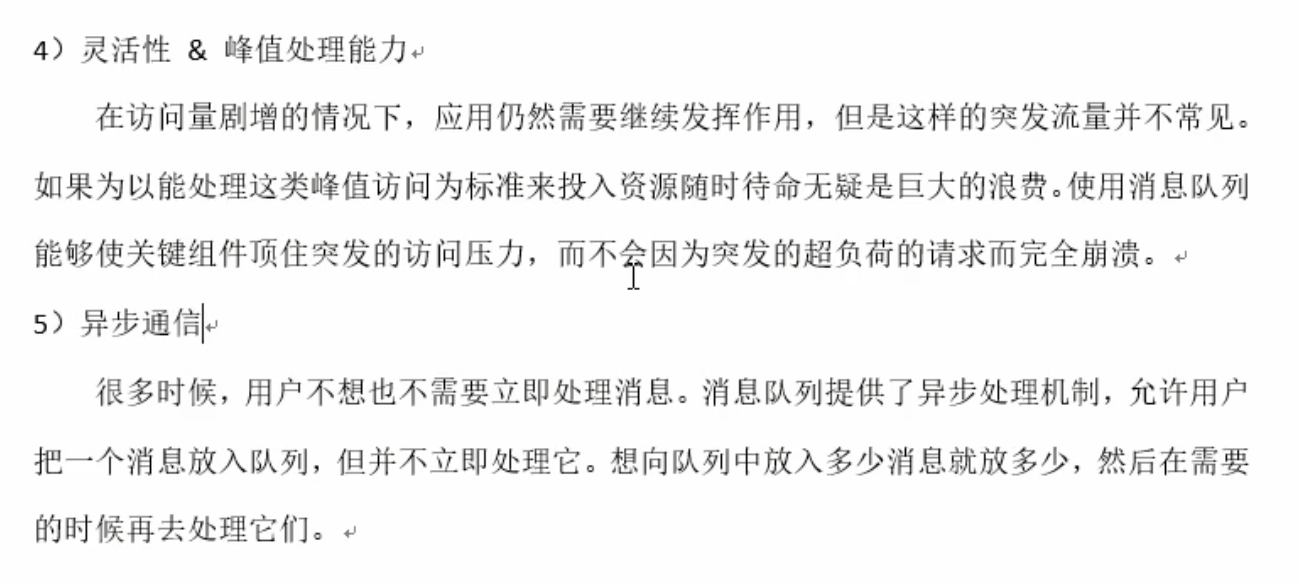 4）灵活性 & 峰值处理能力
在访问量剧增的情况下，应用仍然需要继续发挥作用，但是这样的突发流量并不常见。
如果为以能处理这类峰值访问为标准来投入资源随时待命无疑是巨大的浪费。使用消息队列
能够使关键组件顶住突发的访问压力，而不会因为突发的超负荷的请求而完全崩溃。
5）异步通信
很多时候，用户不想也不需要立即处理消息。消息队列提供了异步处理机制，允许用户
把一个消息放入队列，但并不立即处理它。想向队列中放入多少消息就放多少，然后在需要
的时候再去处理它们。